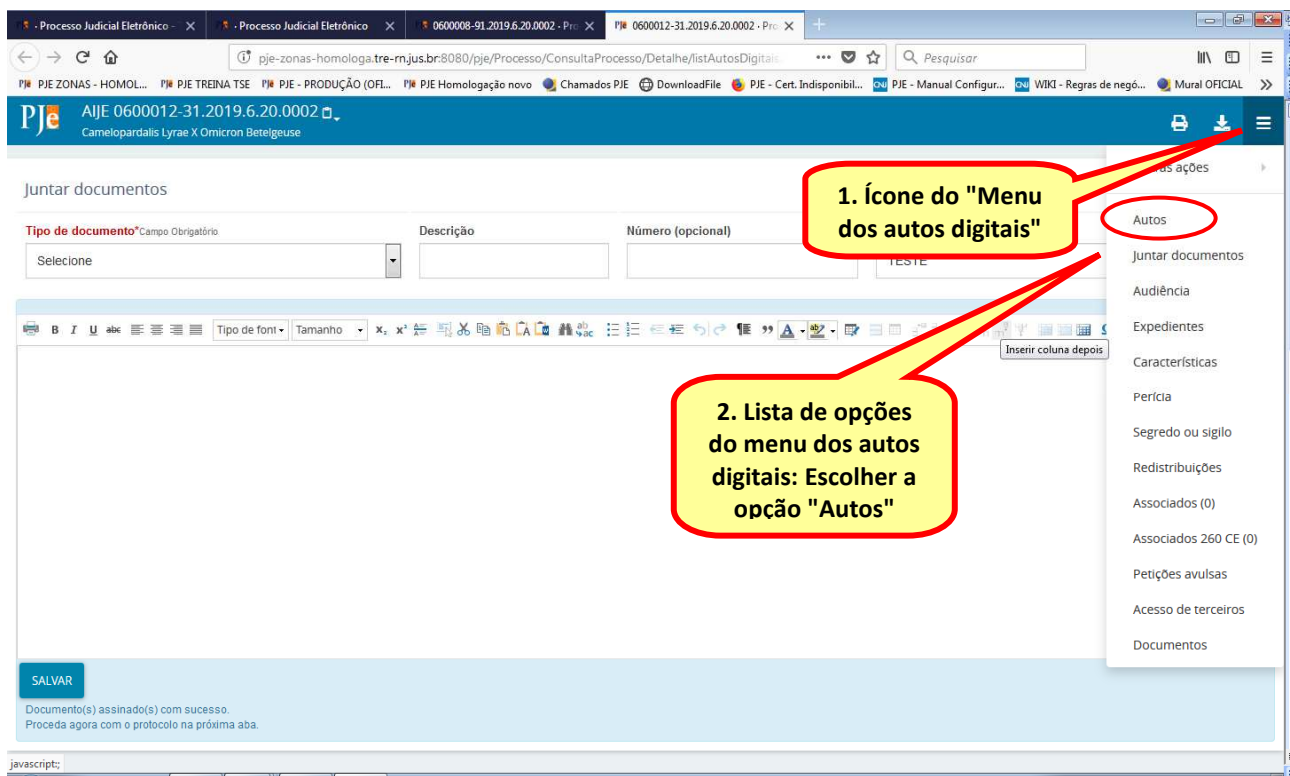 · Processo Judicial Eletrônico -
· Processo Judicial Eletrônico
0600008-91.2019.6.20.0002 · Pro
PJe 0600012-31.2019.6.20.0002 · Pro
pje-zonas-homologa.tre-rn.jus.br:8080/pje/Processo/ConsultaProcesso/Detalhe/listAutosDigitais
Pesquisar
PJe PJE ZONAS - HOMOL...
PJe PJE TREINA TSE
PJe PJE - PRODUÇÃO (OFI...
PJe PJE Homologação novo
Chamados PJE
DownloadFile
PJE - Cert. Indisponibil...
PJE - Manual Configur...
WIKI - Regras de negó...
Mural OFICIAL
PJe
AIJE 0600012-31.2019.6.20.0002
Camelopardalis Lyrae X Omicron Betelgeuse
Juntar documentos
Tipo de documento*Campo Obrigatório
Descrição
Número (opcional)
Selecione
TESTE
Tipo de font
Tamanho
Inserir coluna depois
1. Ícone do "Menu
dos autos digitais"
2. Lista de opções
do menu dos autos
digitais: Escolher a
opção "Autos"
ações
Autos
Juntar documentos
Audiência
Expedientes
Características
Perícia
Segredo ou sigilo
Redistribuições
Associados (0)
Associados 260 CE (0)
Petições avulsas
Acesso de terceiros
Documentos
SALVAR
Documento(s) assinado(s) com sucesso.
Proceda agora com o protocolo na próxima aba.
javascript:;